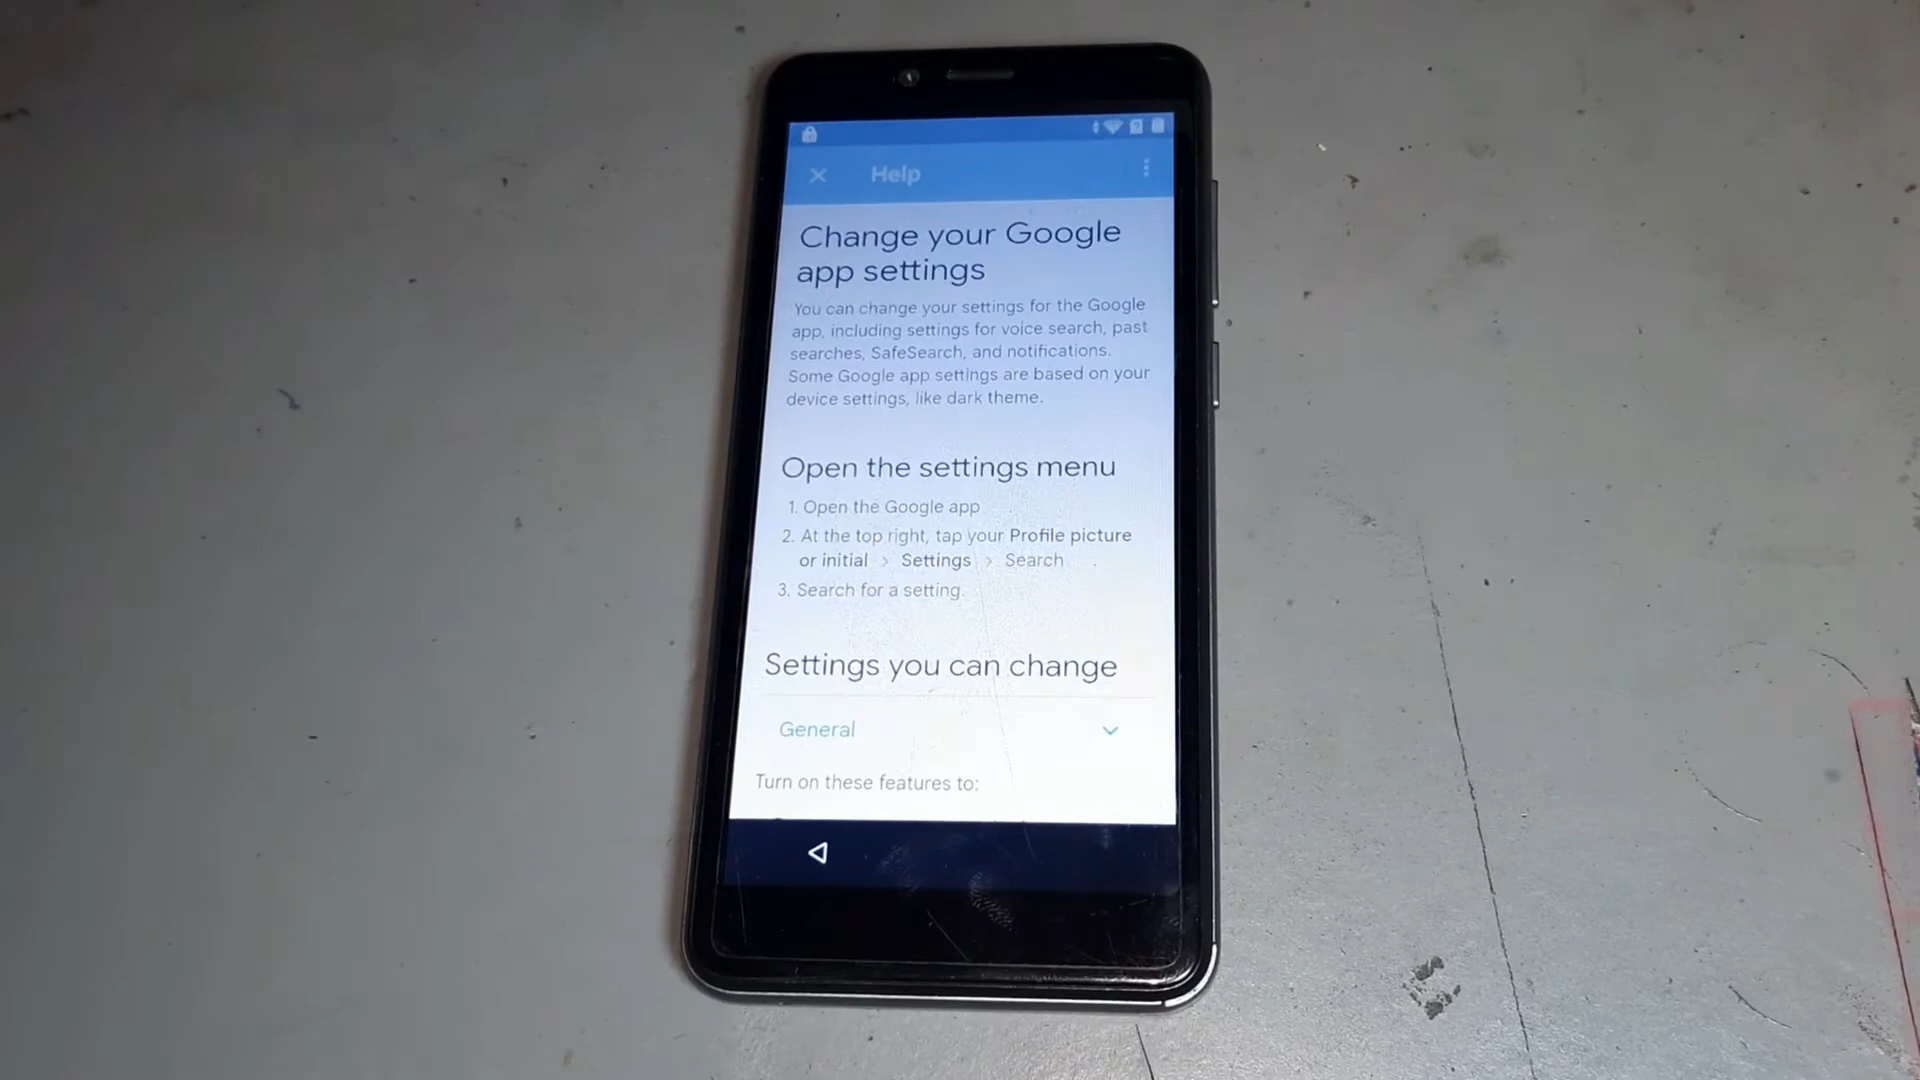 Help
Change your Google
app settings
You can change your settings for the Google
app, including settings for voice search, past
searches, SafeSearch, and notifications.
Some Google app settings are based on your
device settings, like dark theme.
Open the settings menu
1. Open the Google app
2. At the top right, tap your Profile picture
or initial > Settings > Search .
3. Search for a setting.
Settings you can change
General
Turn on these features to: